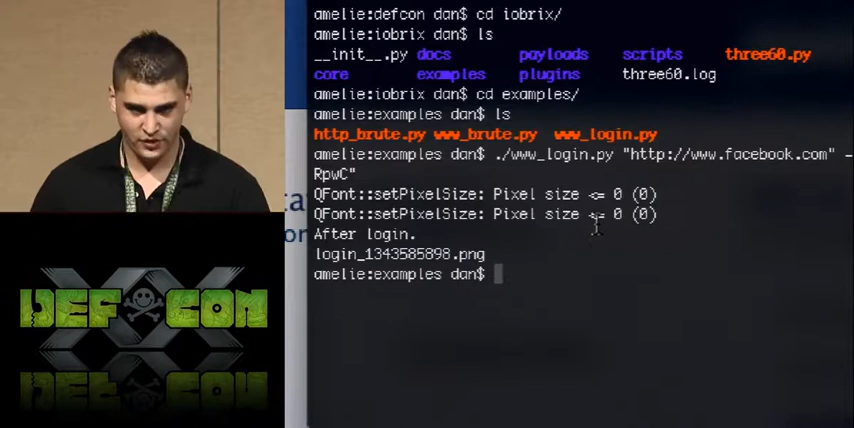 amelie:defcon dan$ cd iobrix/
amelie:iobrix dan$ ls
__init__.py docs payloads scripts three60.py
core examples plugins three60.log
amelie:iobrix dan$ cd examples/
amelie:examples dan$ ls
http_brute.py www_brute.py www_login.py
amelie:examples dan$ ./www_login.py "http://www.facebook.com" -
RpwC"
QFont::setPixelSize: Pixel size <= 0 (0)
QFont::setPixelSize: Pixel size <= 0 (0)
After login.
login_1343585898.png
amelie:examples dan$
DEFCON
XX